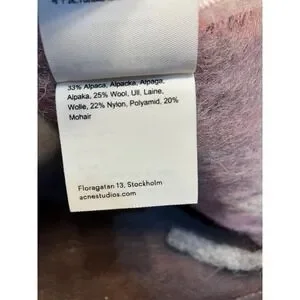 33% Alpaca, Alpacka, Alpaga,
Alpaka, 25% Wool, Ull, Laine,
Wolle, 22% Nylon, Polyamid, 20%
Mohair
Floragatan 13, Stockholm
acnestudios.com